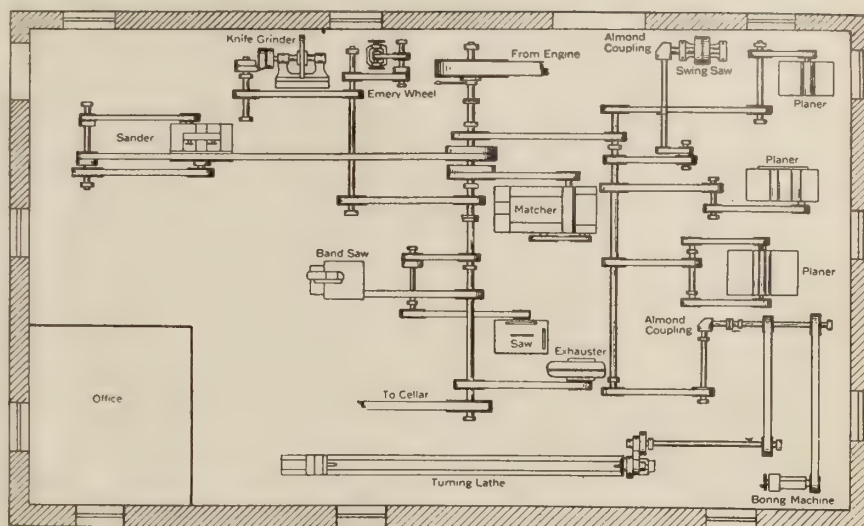 Knife Grinder
From Engine
Almond
Coupling
Swing Saw
Emery Wheel
Planer
Sander
Planer
Matcher
Band Saw
Planer
Almond
Coupling
Saw
Exhauster
Office
To Cellar
Turning Lathe
Boring Machine